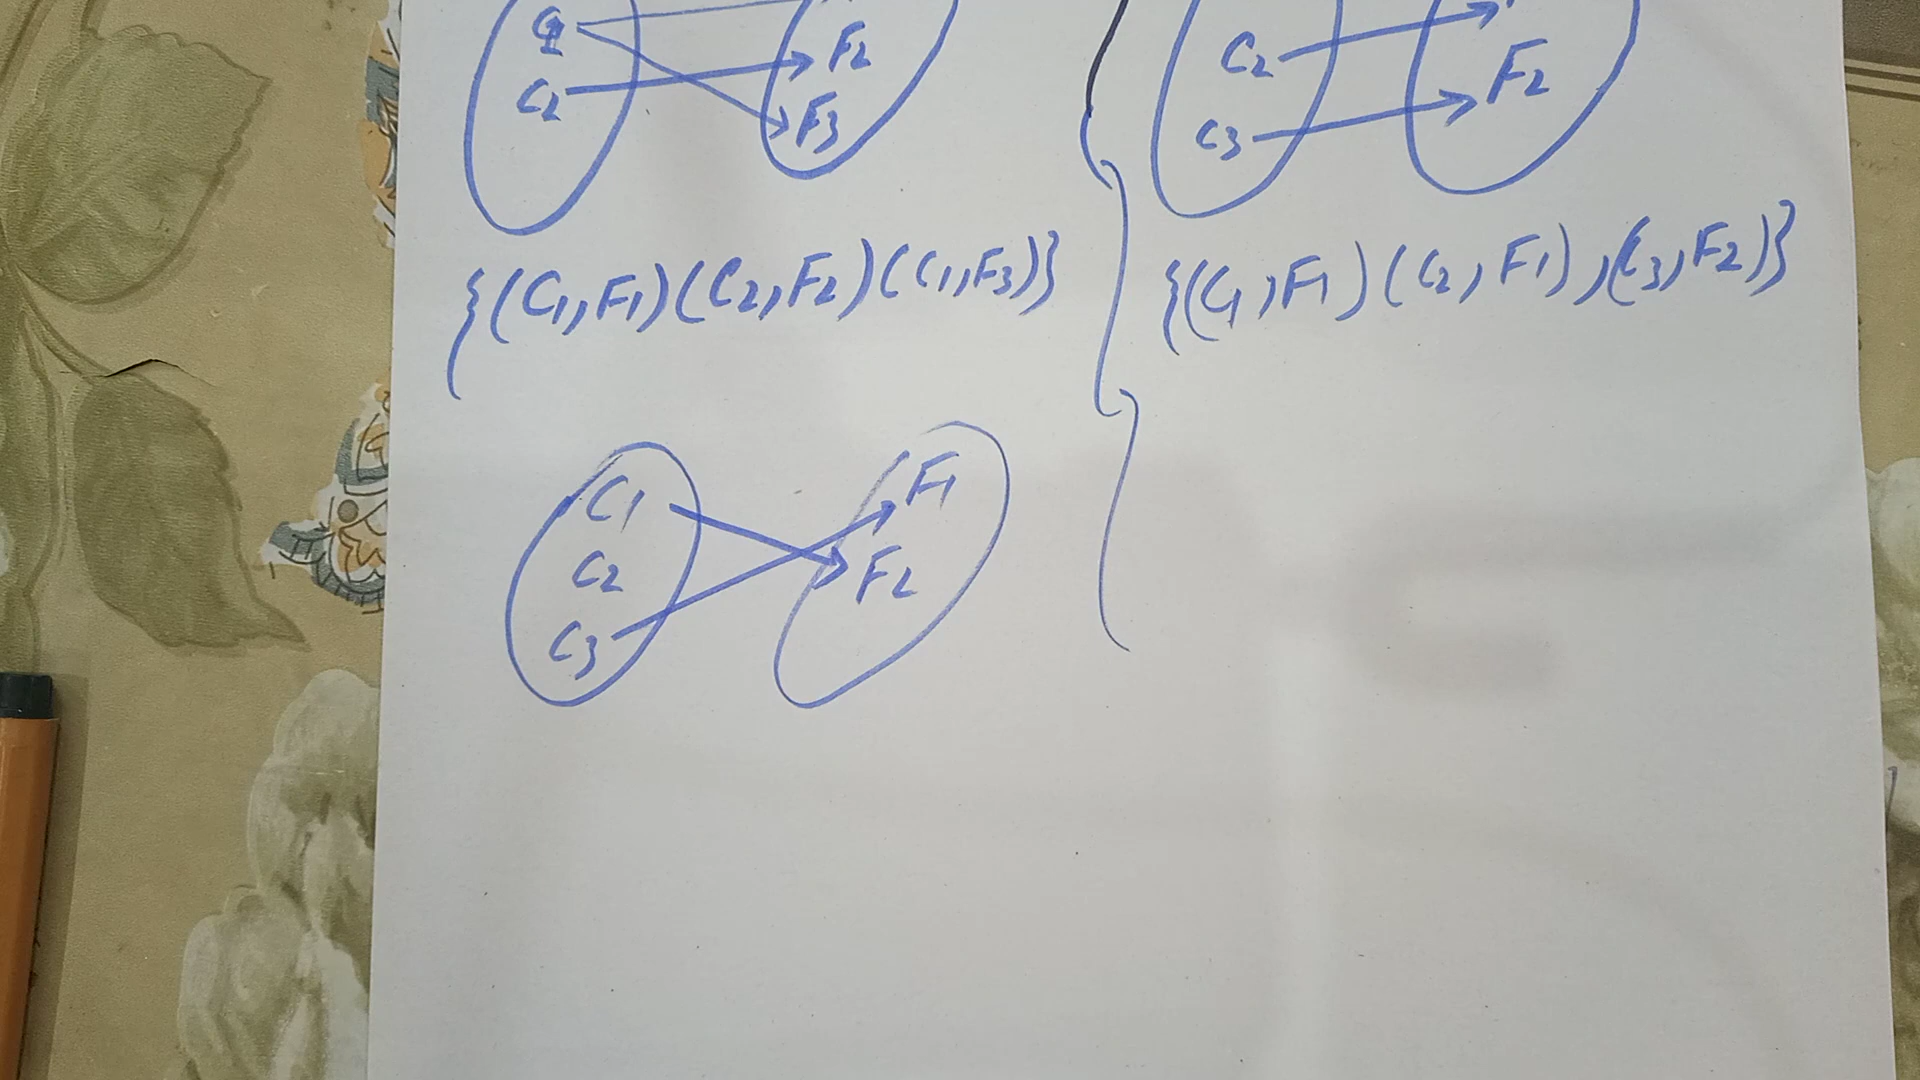 C1
F2
C2
F3
{(C1,F1)(C2,F2)(C1,F3)}
C1
F1
C2
F2
C3
C2
F2
C3
{(C1,F1)(C2,F1),(C3,F2)}